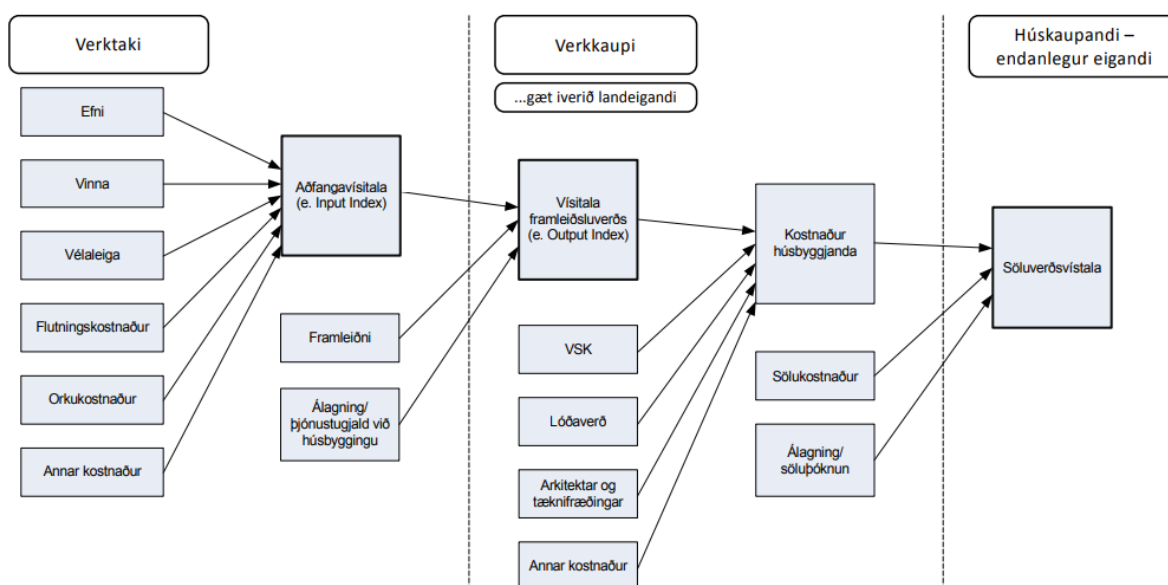 Verktaki
Efni
Vinna
Vélaleiga
Flutningskostnaður
Orkukostnaður
Annar kostnaður
Aðfangavísitala
(e. Input Index)
Framleiðni
Álagning/
þjónustugjald við
húsbyggingu
Verkkaupi
...gæt iverið landeigandi
Vísitala
framleiðsluverðs
(e. Output Index)
VSK
Lóðaverð
Arkitektar og
tæknifræðingar
Annar kostnaður
Kostnaður
húsbyggjanda
Sölukostnaður
Álagning/
söluþóknun
Húskaupandi –
endanlegur eigandi
Söluverðsvístala